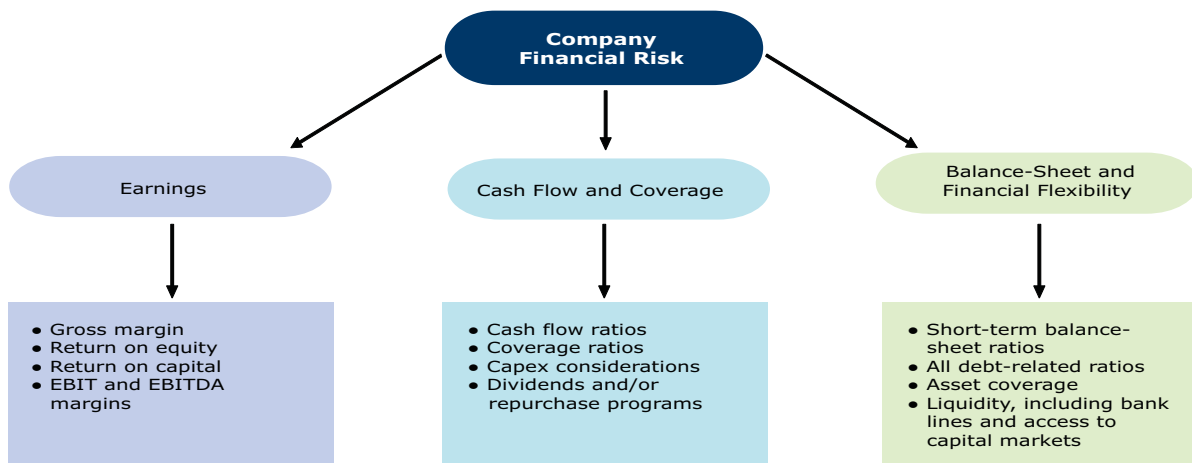 Company
Financial Risk
Earnings
Cash Flow and Coverage
Balance-Sheet and
Financial Flexibility
● Gross margin
● Return on equity
● Return on capital
● EBIT and EBITDA
margins
● Cash flow ratios
● Coverage ratios
● Capex considerations
● Dividends and/or
repurchase programs
● Short-term balance-
sheet ratios
● All debt-related ratios
● Asset coverage
● Liquidity, including bank
lines and access to
capital markets